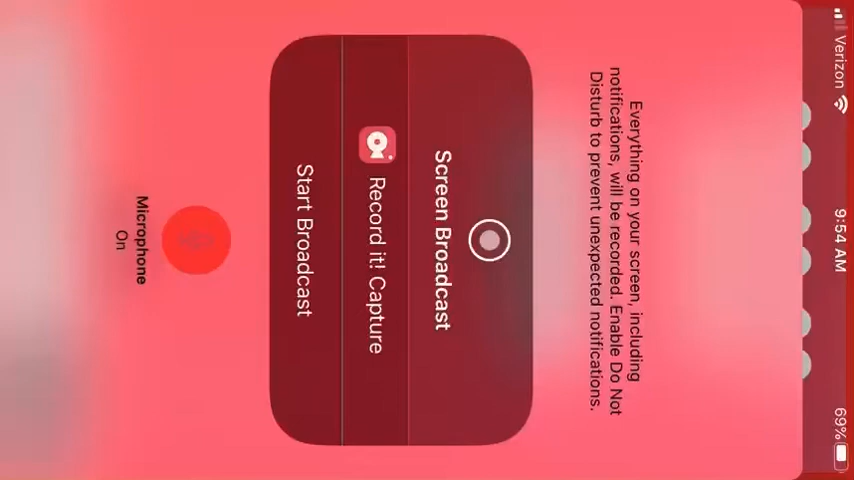 Verizon 9:54 AM 69%
Everything on your screen, including
notifications, will be recorded. Enable Do Not
Disturb to prevent unexpected notifications.
Screen Broadcast
Record it! Capture
Start Broadcast
Microphone
On